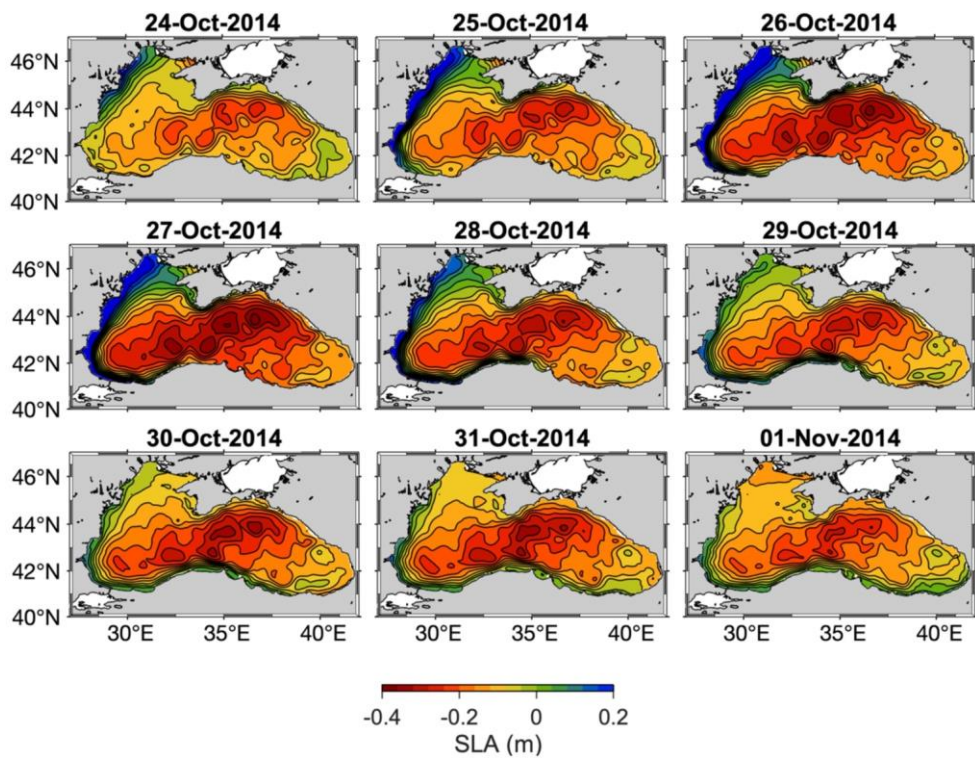 24-Oct-2014 25-Oct-2014 26-Oct-2014
46°N
44°N
42°N
40°N
27-Oct-2014 28-Oct-2014 29-Oct-2014
46°N
44°N
42°N
40°N
30-Oct-2014 31-Oct-2014 01-Nov-2014
46°N
44°N
42°N
40°N
30°E 35°E 40°E 30°E 35°E 40°E 30°E 35°E 40°E
-0.4 -0.2 0 0.2
SLA (m)